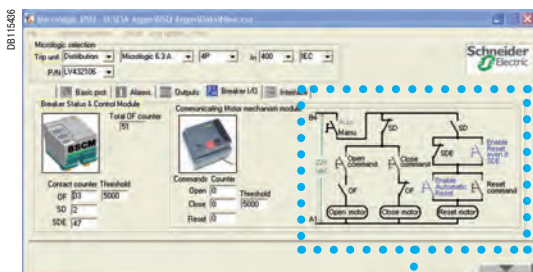 DB115436
Micrologic selection
Trip unit Distribution Micrologic 6.3 A 4P In 400 IEC
P/N LV432106
Schneider Electric
Basic prot. Alarms Outputs Breaker I/O Interface
Breaker Status & Control Module
Total OF counter
51
BSCM
Contact counter Threshold
OF 03 5000
SD 2
SDE 47
Communicating Motor mechanism module
Commands Counter
Open 0
Threshold
Close 0 5000
Reset 0
Auto
Manu.
SD
SD
Open command
Close command
SDE
Enable Reset even if SDE
OF
OF
Enable Automatic Reset
Reset command
A1
Open motor
Close motor
Reset motor